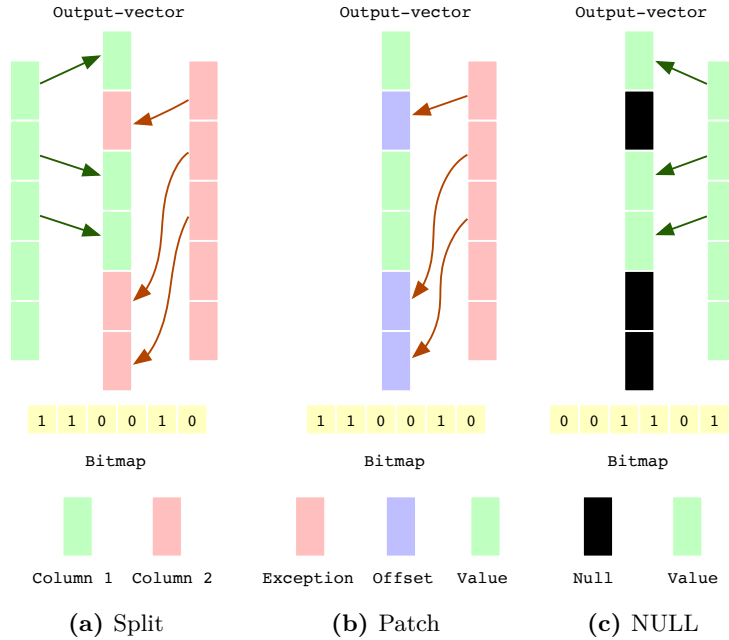 Output-vector Output-vector Output-vector
1 1 0 0 1 0 1 1 0 0 1 0 0 0 1 1 0 1
Bitmap Bitmap Bitmap
Column 1 Column 2 Exception Offset Value Null Value
(a) Split (b) Patch (c) NULL